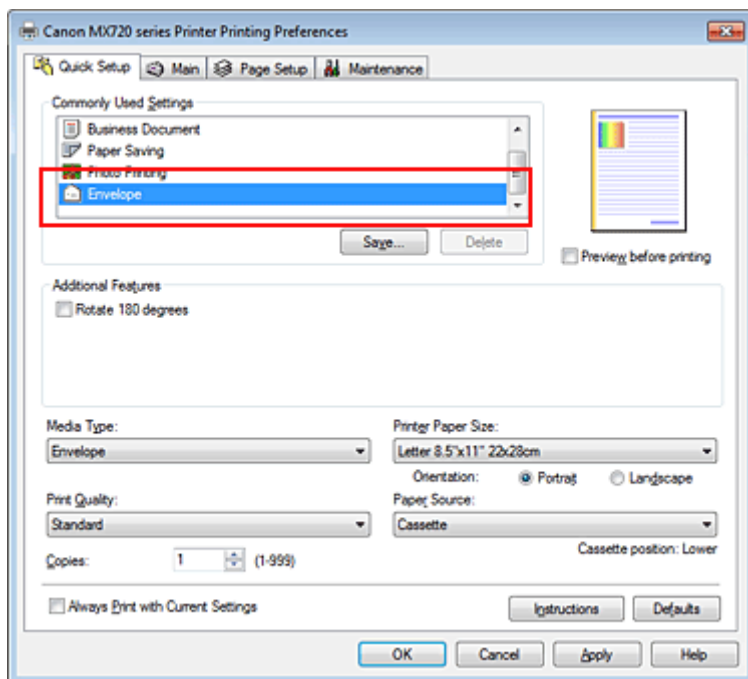 Canon MX720 series Printer Printing Preferences
Quick Setup Main Page Setup Maintenance
Commonly Used Settings
Business Document
Paper Saving
Photo Printing
Envelope
Save... Delete
Preview before printing
Addtional Features
Rotate 180 degrees
Media Type: Printer Paper Size:
Envelope Letter 8.5"x11" 22x28cm
Orientation: Portrait Landscape
Print Quality: Paper Source:
Standard Cassette
Cassette position: Lower
Copies: 1 (1-999)
Always Print with Current Settings Instructions Defaults
OK Cancel Apply Help